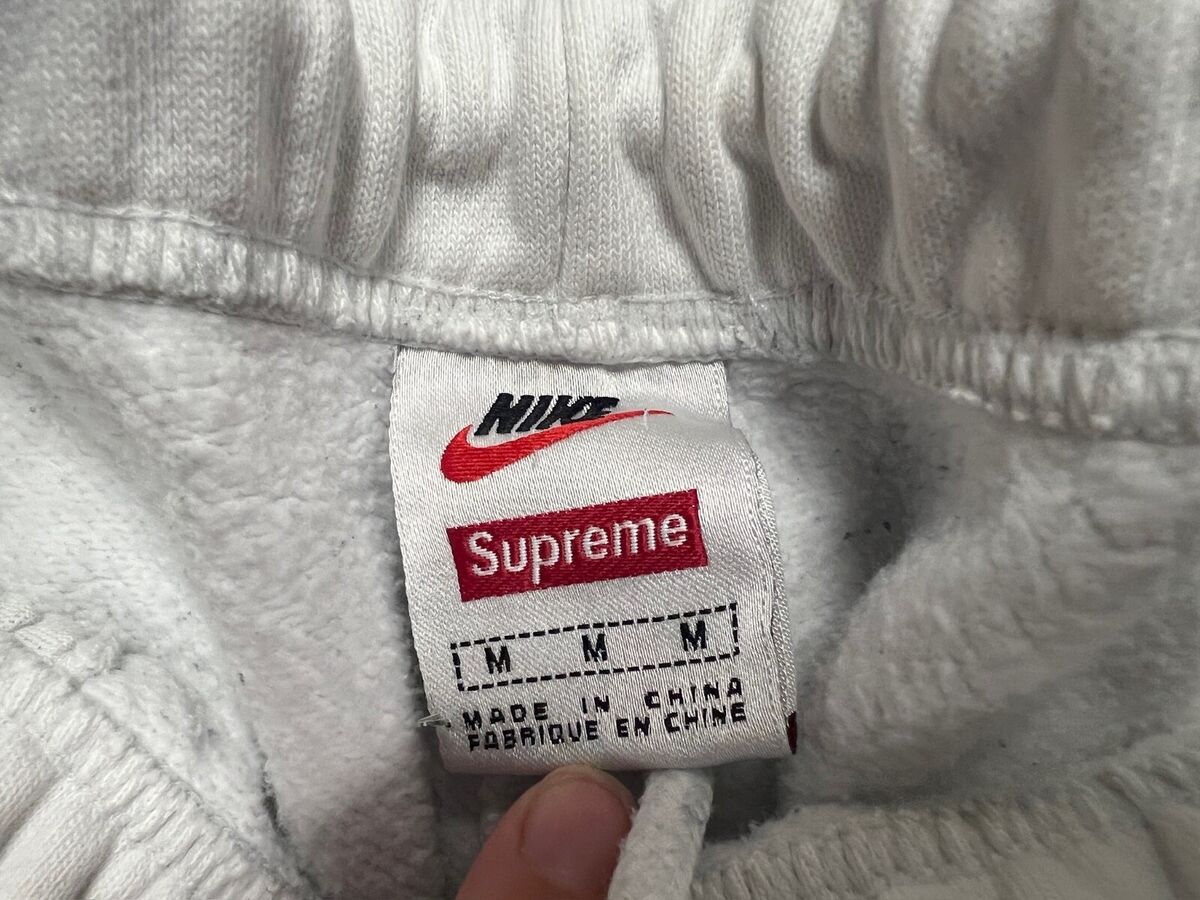 NIKE
Supreme
M M M
MADE IN CHINA
FABRIQUE EN CHINE